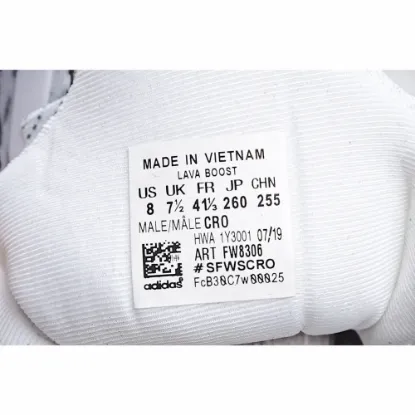 MADE IN VIETNAM
LAVA BOOST
US UK FR JP CHN
8 7½ 41⅓ 260 255
MALE/MÂLE CRO
HWA 1Y3001 07/19
ART FW8306
#SFWSCRO
adidas FcB30C7w00025